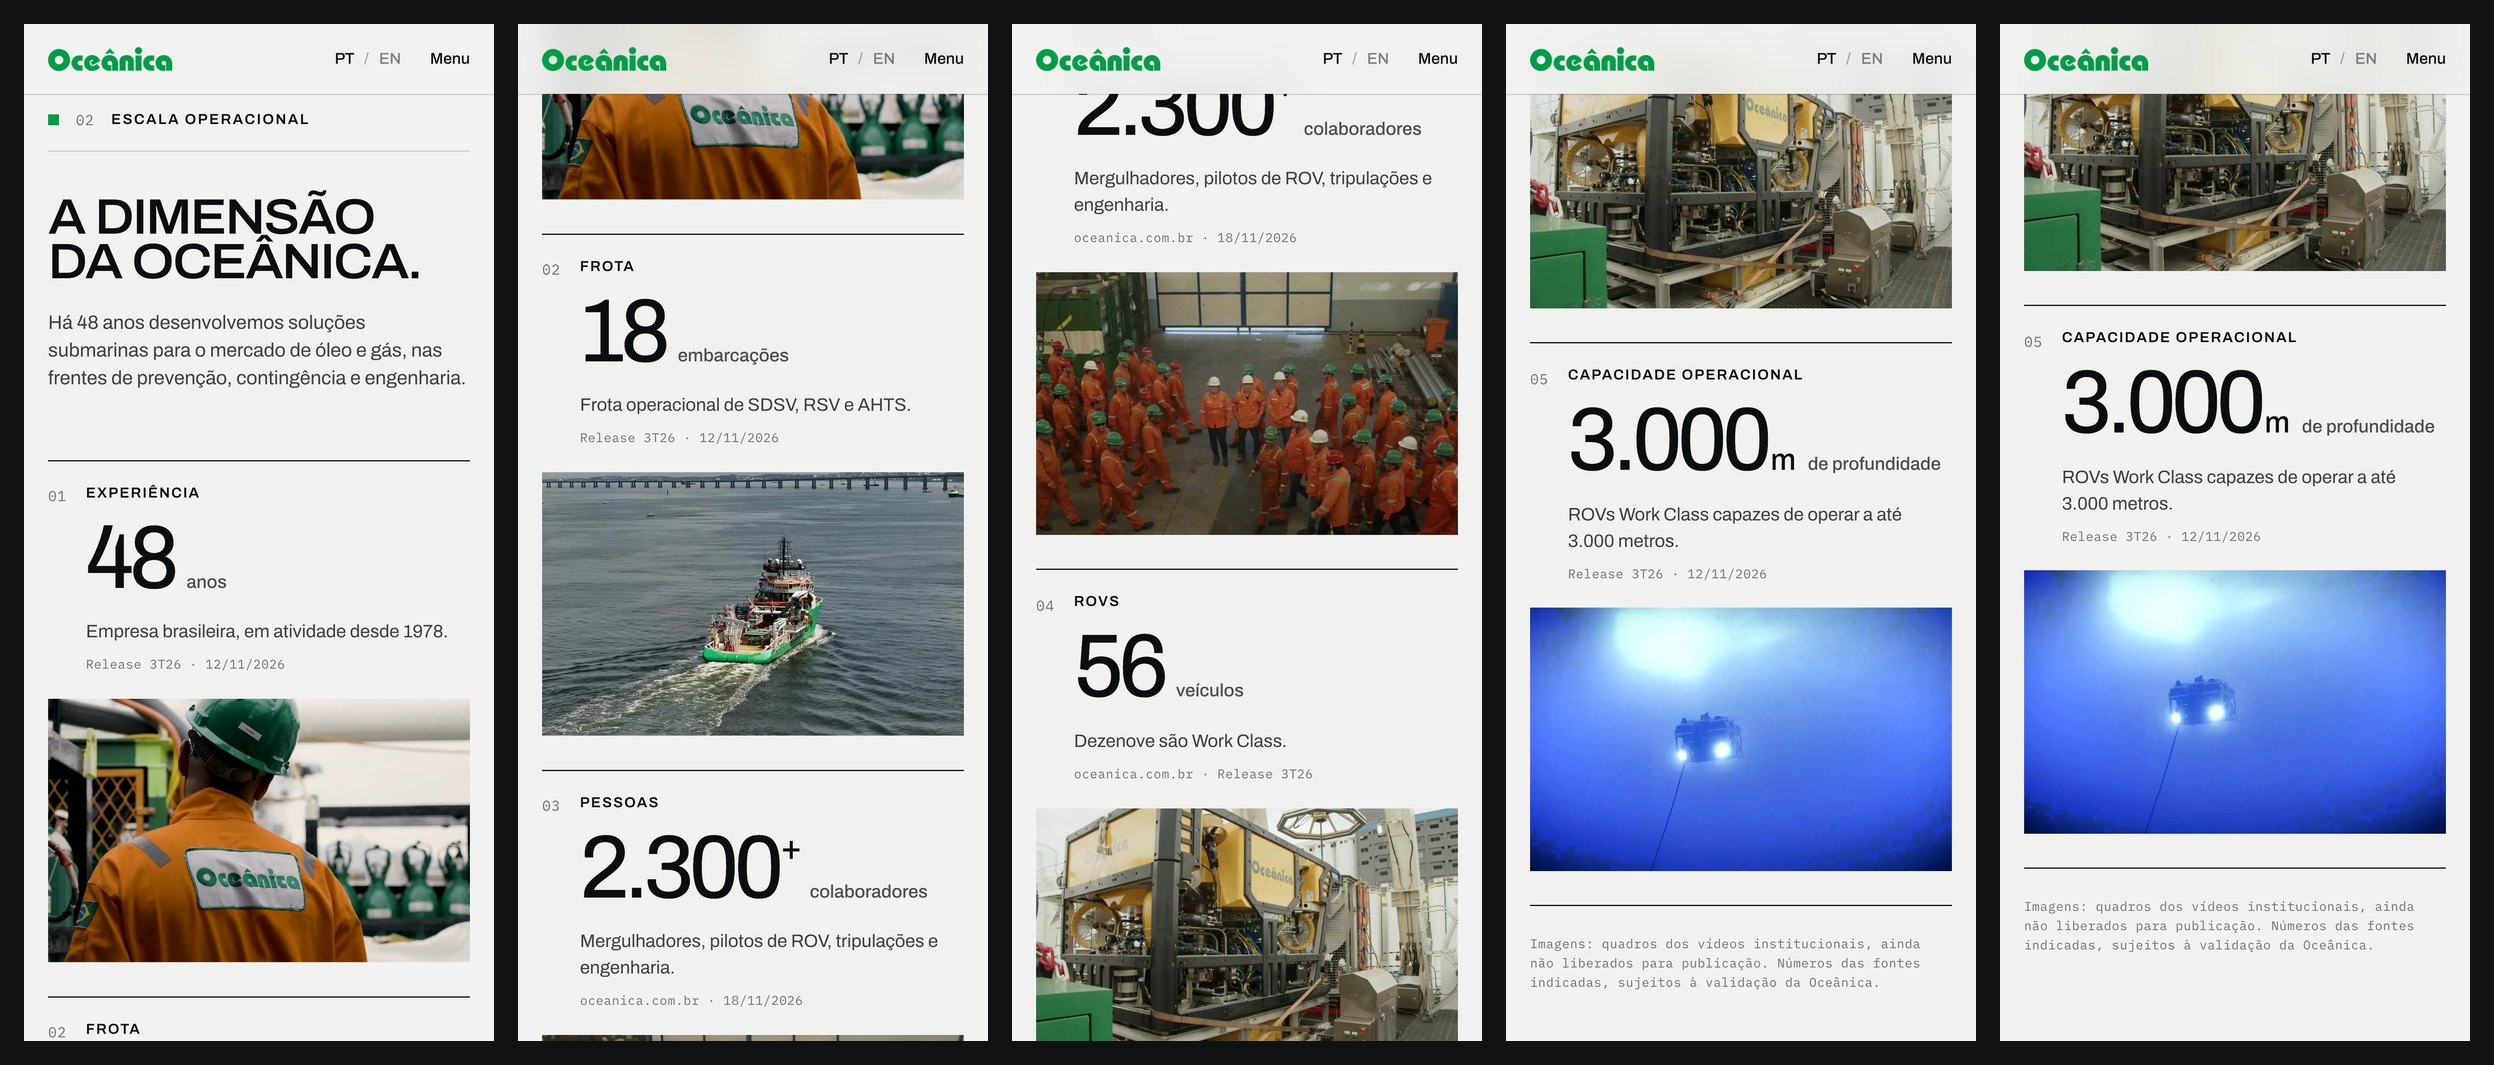 Oceânica PT / EN Menu
02 ESCALA OPERACIONAL
A DIMENSÃO
DA OCEÂNICA.
Há 48 anos desenvolvemos soluções
submarinas para o mercado de óleo e gás, nas
frentes de prevenção, contingência e engenharia.
01 EXPERIÊNCIA
48 anos
Empresa brasileira, em atividade desde 1978.
Release 3T26 · 12/11/2026
Oceânica
02 FROTA
Oceânica PT / EN Menu
Oceânica
02 FROTA
18 embarcações
Frota operacional de SDSV, RSV e AHTS.
Release 3T26 · 12/11/2026
03 PESSOAS
2.300+ colaboradores
Mergulhadores, pilotos de ROV, tripulações e
engenharia.
oceanica.com.br · 18/11/2026
Oceânica PT / EN Menu
2.300+ colaboradores
Mergulhadores, pilotos de ROV, tripulações e
engenharia.
oceanica.com.br · 18/11/2026
04 ROVS
56 veículos
Dezenove são Work Class.
oceanica.com.br · Release 3T26
Oceânica
Oceânica PT / EN Menu
Oceânica
05 CAPACIDADE OPERACIONAL
3.000m de profundidade
ROVs Work Class capazes de operar a até
3.000 metros.
Release 3T26 · 12/11/2026
Imagens: quadros dos vídeos institucionais, ainda
não liberados para publicação. Números das fontes
indicadas, sujeitos à validação da Oceânica.
Oceânica PT / EN Menu
05 CAPACIDADE OPERACIONAL
3.000m de profundidade
ROVs Work Class capazes de operar a até
3.000 metros.
Release 3T26 · 12/11/2026
Imagens: quadros dos vídeos institucionais, ainda
não liberados para publicação. Números das fontes
indicadas, sujeitos à validação da Oceânica.